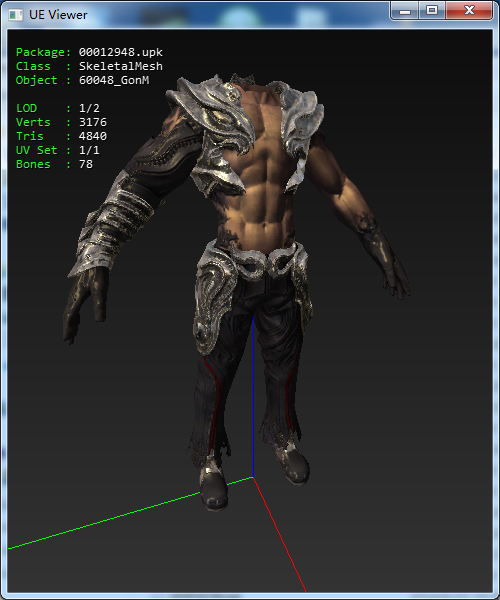 UE Viewer
Package: 00012948.upk
Class : SkeletalMesh
Object : 60048_GonM
LOD : 1/2
Verts : 3176
Tris : 4840
UV Set : 1/1
Bones : 78